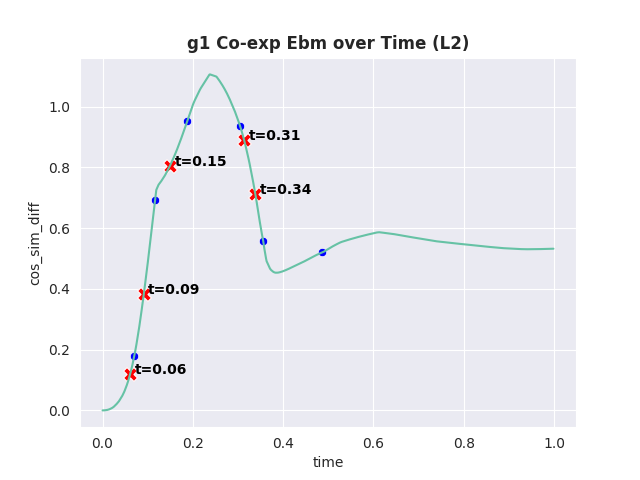 g1 Co-exp Ebm over Time (L2)
cos_sim_diff
1.0
0.8
0.6
0.4
0.2
0.0
t=0.31
t=0.15
t=0.34
t=0.09
t=0.06
0.0 0.2 0.4 0.6 0.8 1.0
time